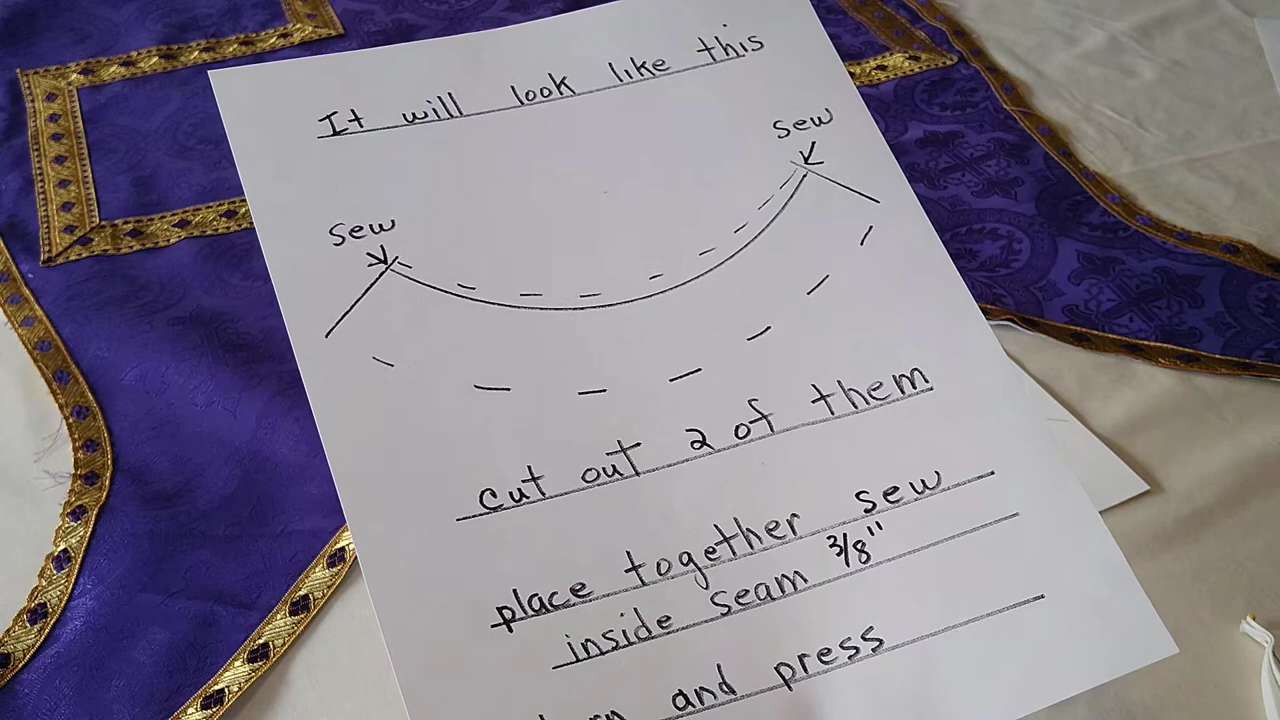 It will look like this
sew
sew
cut out 2 of them
place together sew
inside seam 3/8"
and press